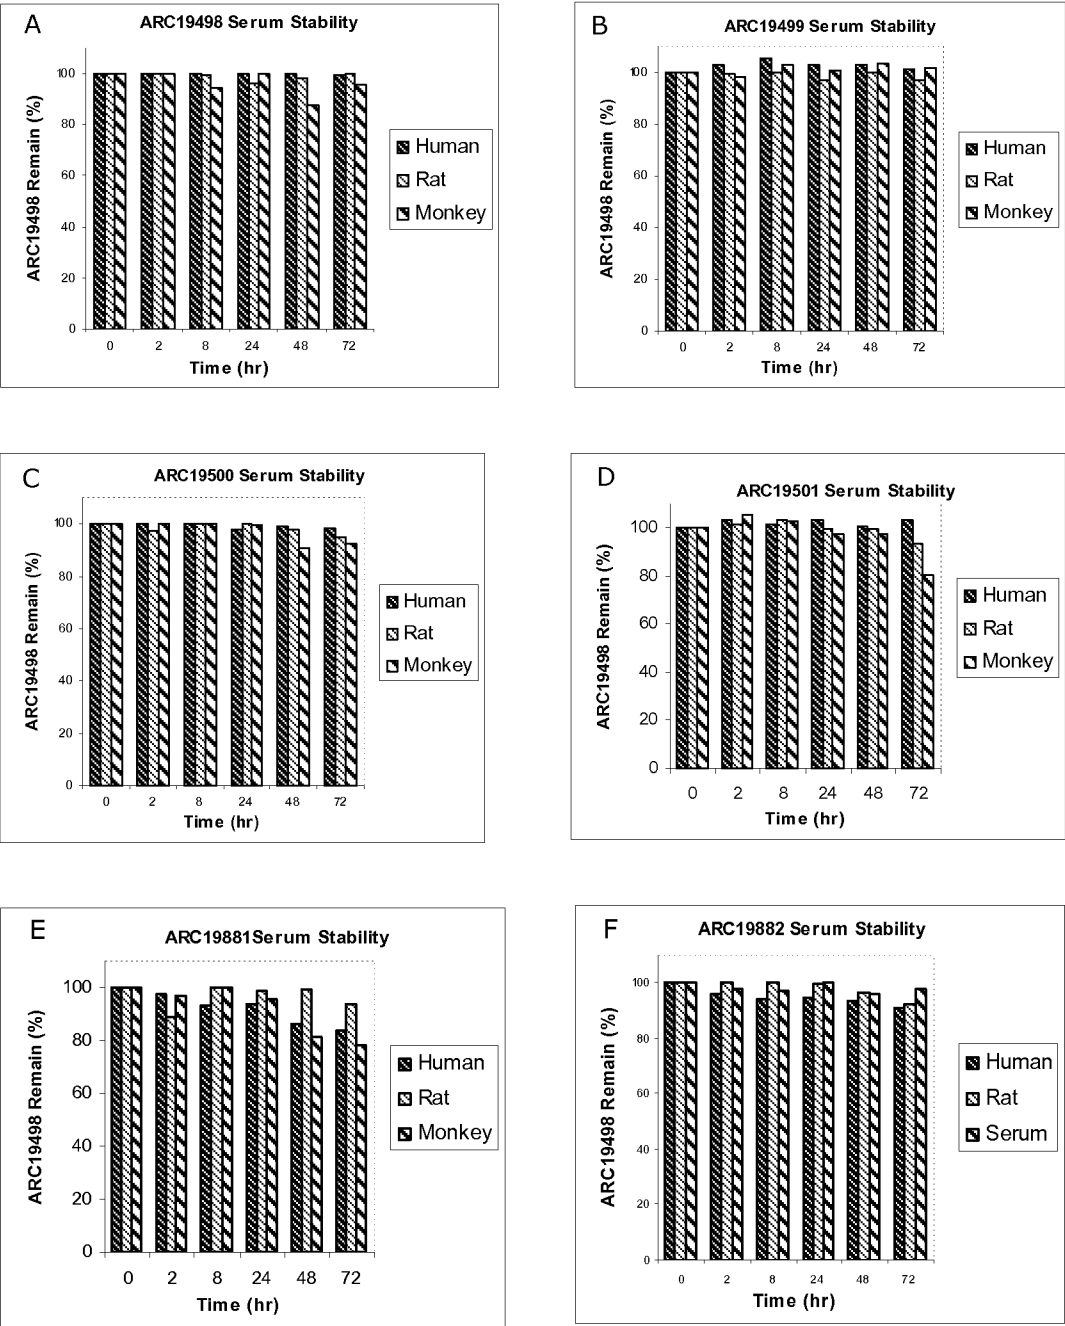 A
ARC19498 Serum Stability
ARC19498 Remain (%)
100
80
60
40
20
0
0 2 8 24 48 72
Time (hr)
Human
Rat
Monkey
B
ARC19499 Serum Stability
ARC19498 Remain (%)
100
80
60
40
20
0
0 2 8 24 48 72
Time (hr)
Human
Rat
Monkey
C
ARC19500 Serum Stability
ARC19498 Remain (%)
100
80
60
40
20
0
0 2 8 24 48 72
Time (hr)
Human
Rat
Monkey
D
ARC19501 Serum Stability
ARC19498 Remain (%)
100
80
60
40
20
0
0 2 8 24 48 72
Time (hr)
Human
Rat
Monkey
E
ARC19881Serum Stability
ARC19498 Remain (%)
100
80
60
40
20
0
0 2 8 24 48 72
Time (hr)
Human
Rat
Monkey
F
ARC19882 Serum Stability
ARC19498 Remain (%)
100
80
60
40
20
0
0 2 8 24 48 72
Time (hr)
Human
Rat
Serum